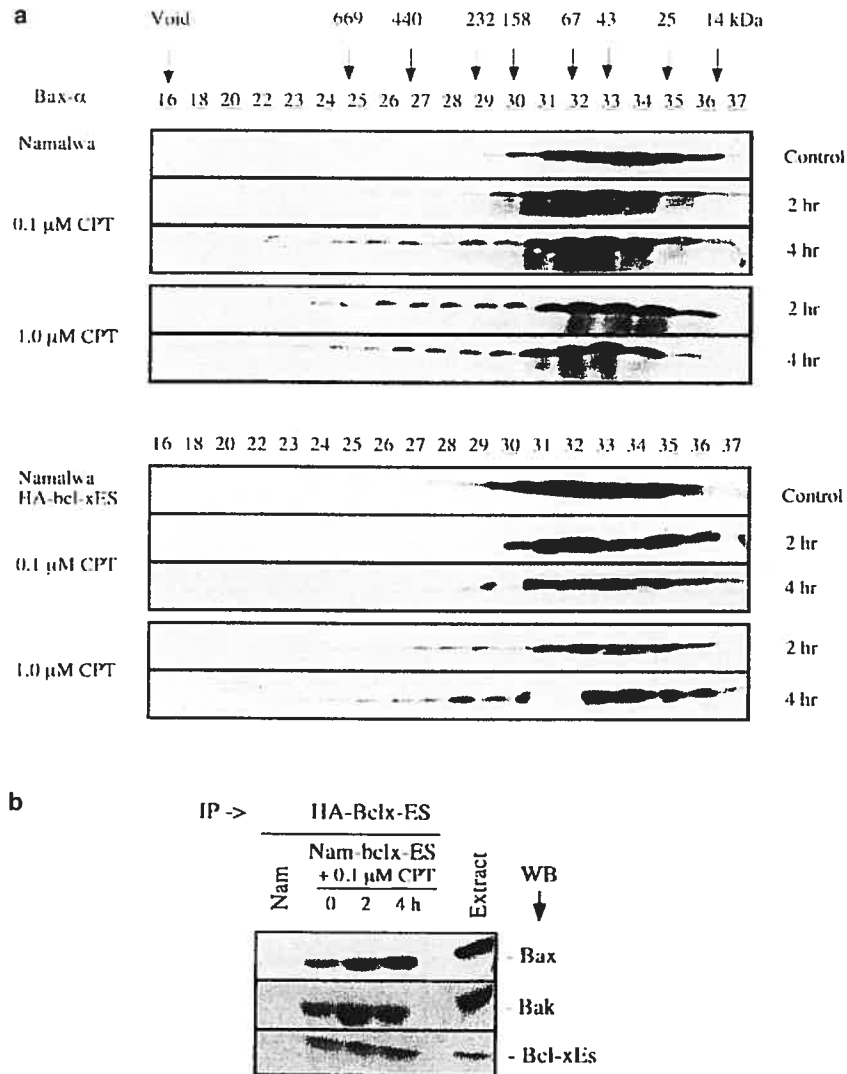 a
Void 669 440 232 158 67 43 25 14 kDa
Bax-α 16 18 20 22 23 24 25 26 27 28 29 30 31 32 33 34 35 36 37
Namalwa
Control
0.1 μM CPT
2 hr
4 hr
1.0 μM CPT
2 hr
4 hr
16 18 20 22 23 24 25 26 27 28 29 30 31 32 33 34 35 36 37
Namalwa
HA-bcl-xES
Control
0.1 μM CPT
2 hr
4 hr
1.0 μM CPT
2 hr
4 hr
b
IP -> HA-Bclx-ES
Nam Nam-bclx-ES Extract WB
+ 0.1 μM CPT
0 2 4 h
- Bax
- Bak
- Bcl-xEs